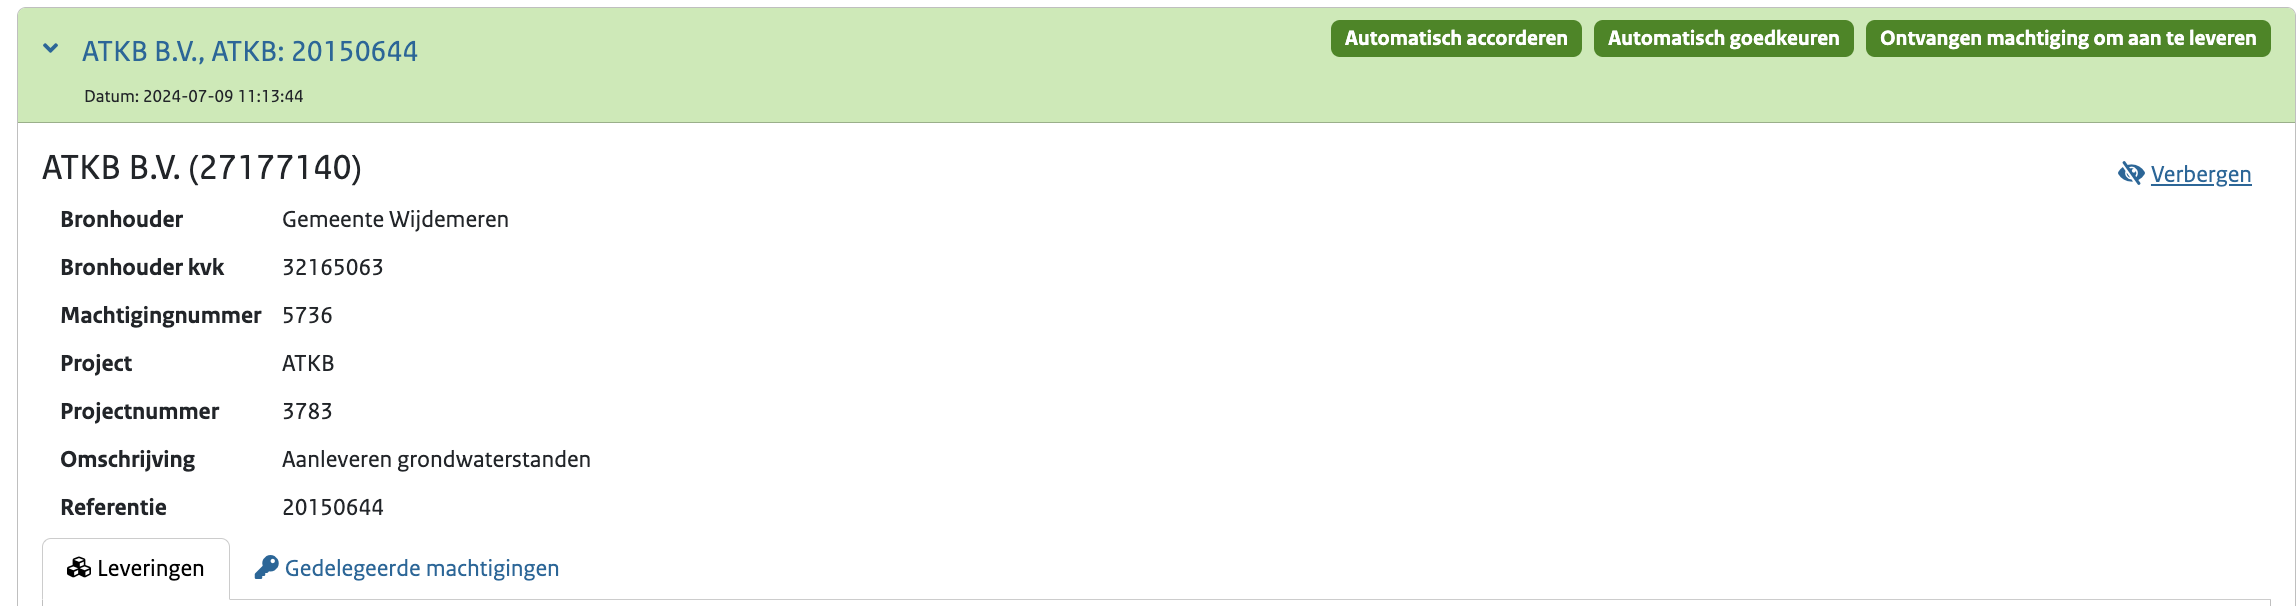 ATKB B.V., ATKB: 20150644
Automatisch accorderen
Automatisch goedkeuren
Ontvangen machtiging om aan te leveren
Datum: 2024-07-09 11:13:44
ATKB B.V. (27177140)
Verbergen
Bronhouder Gemeente Wijdemeren
Bronhouder kvk 32165063
Machtigingnummer 5736
Project ATKB
Projectnummer 3783
Omschrijving Aanleveren grondwaterstanden
Referentie 20150644
Leveringen
Gedelegeerde machtigingen